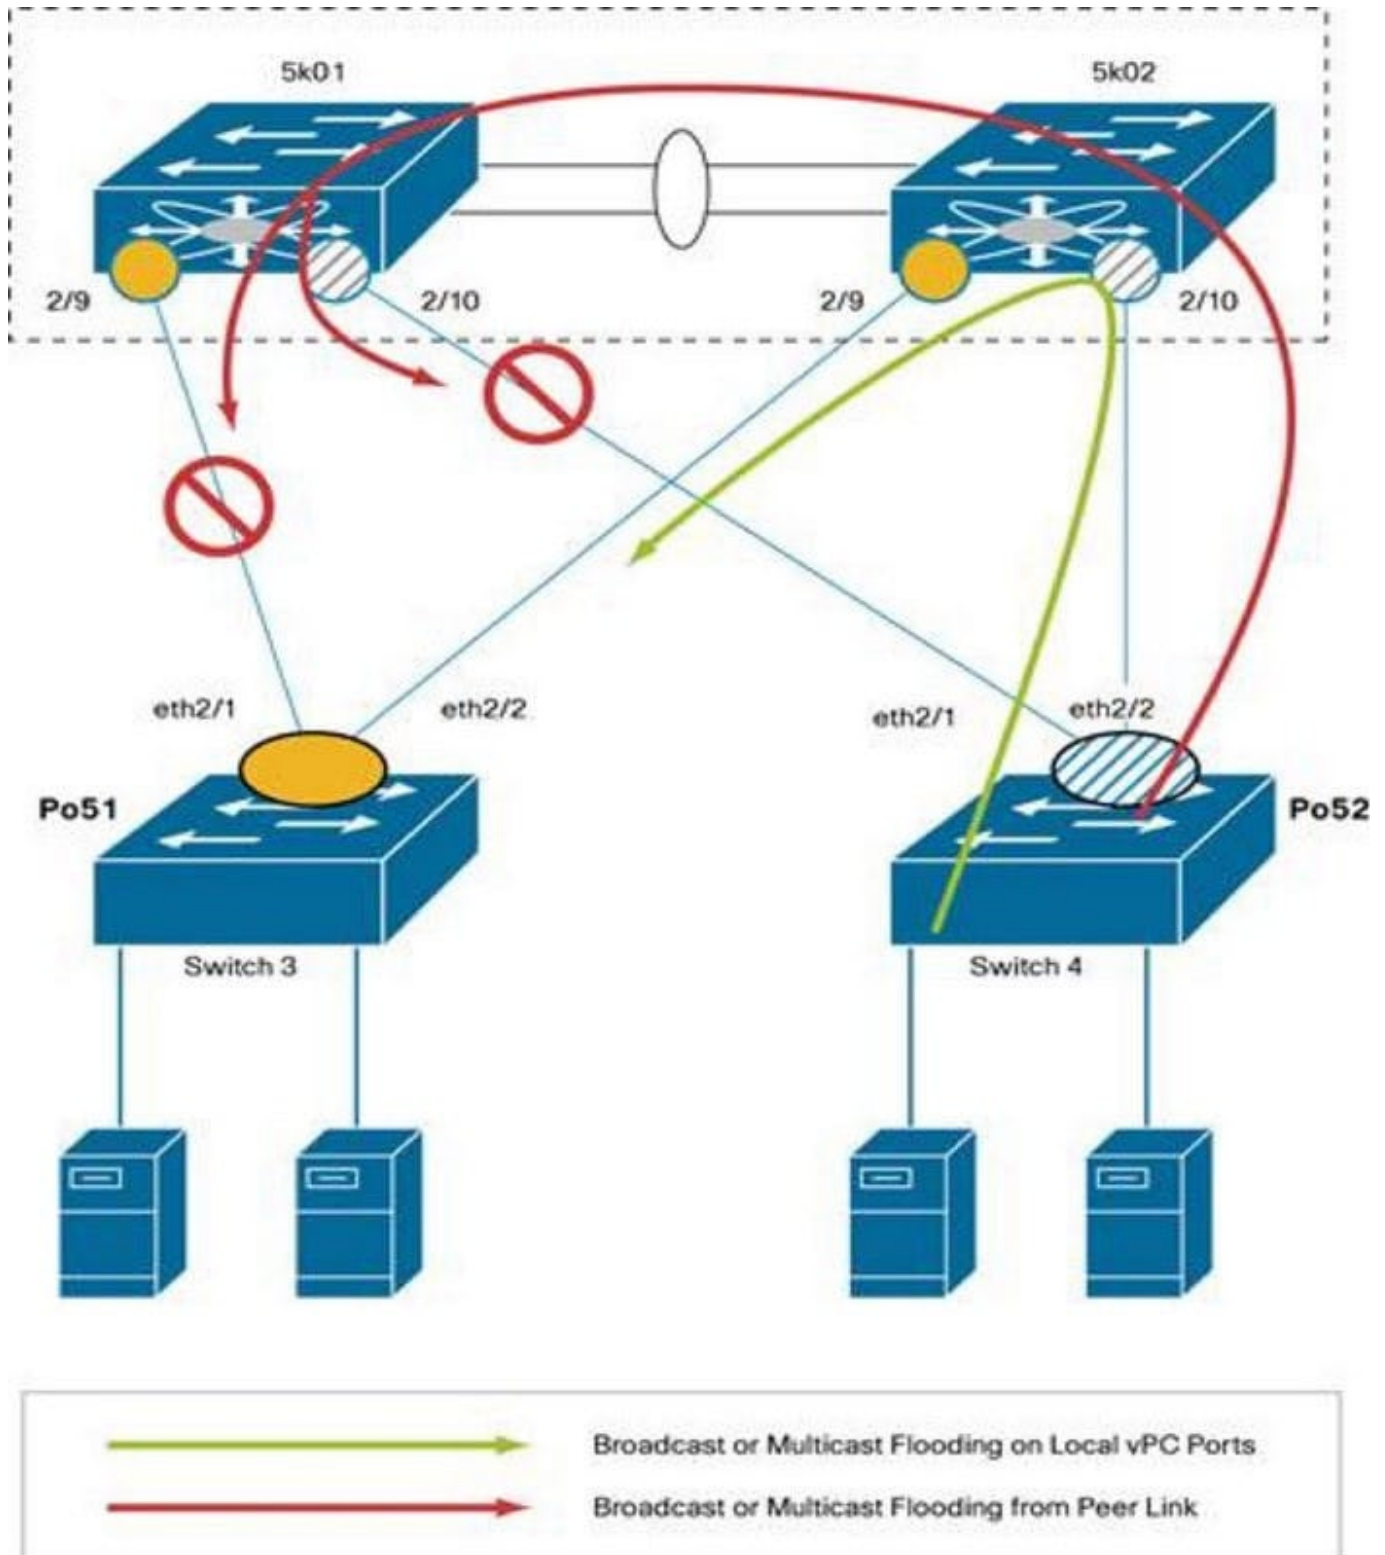 5k01
5k02
2/9
2/10
2/9
2/10
eth2/1
eth2/2
eth2/1
eth2/2
Po51
Po52
Switch 3
Switch 4
Broadcast or Multicast Flooding on Local vPC Ports
Broadcast or Multicast Flooding from Peer Link